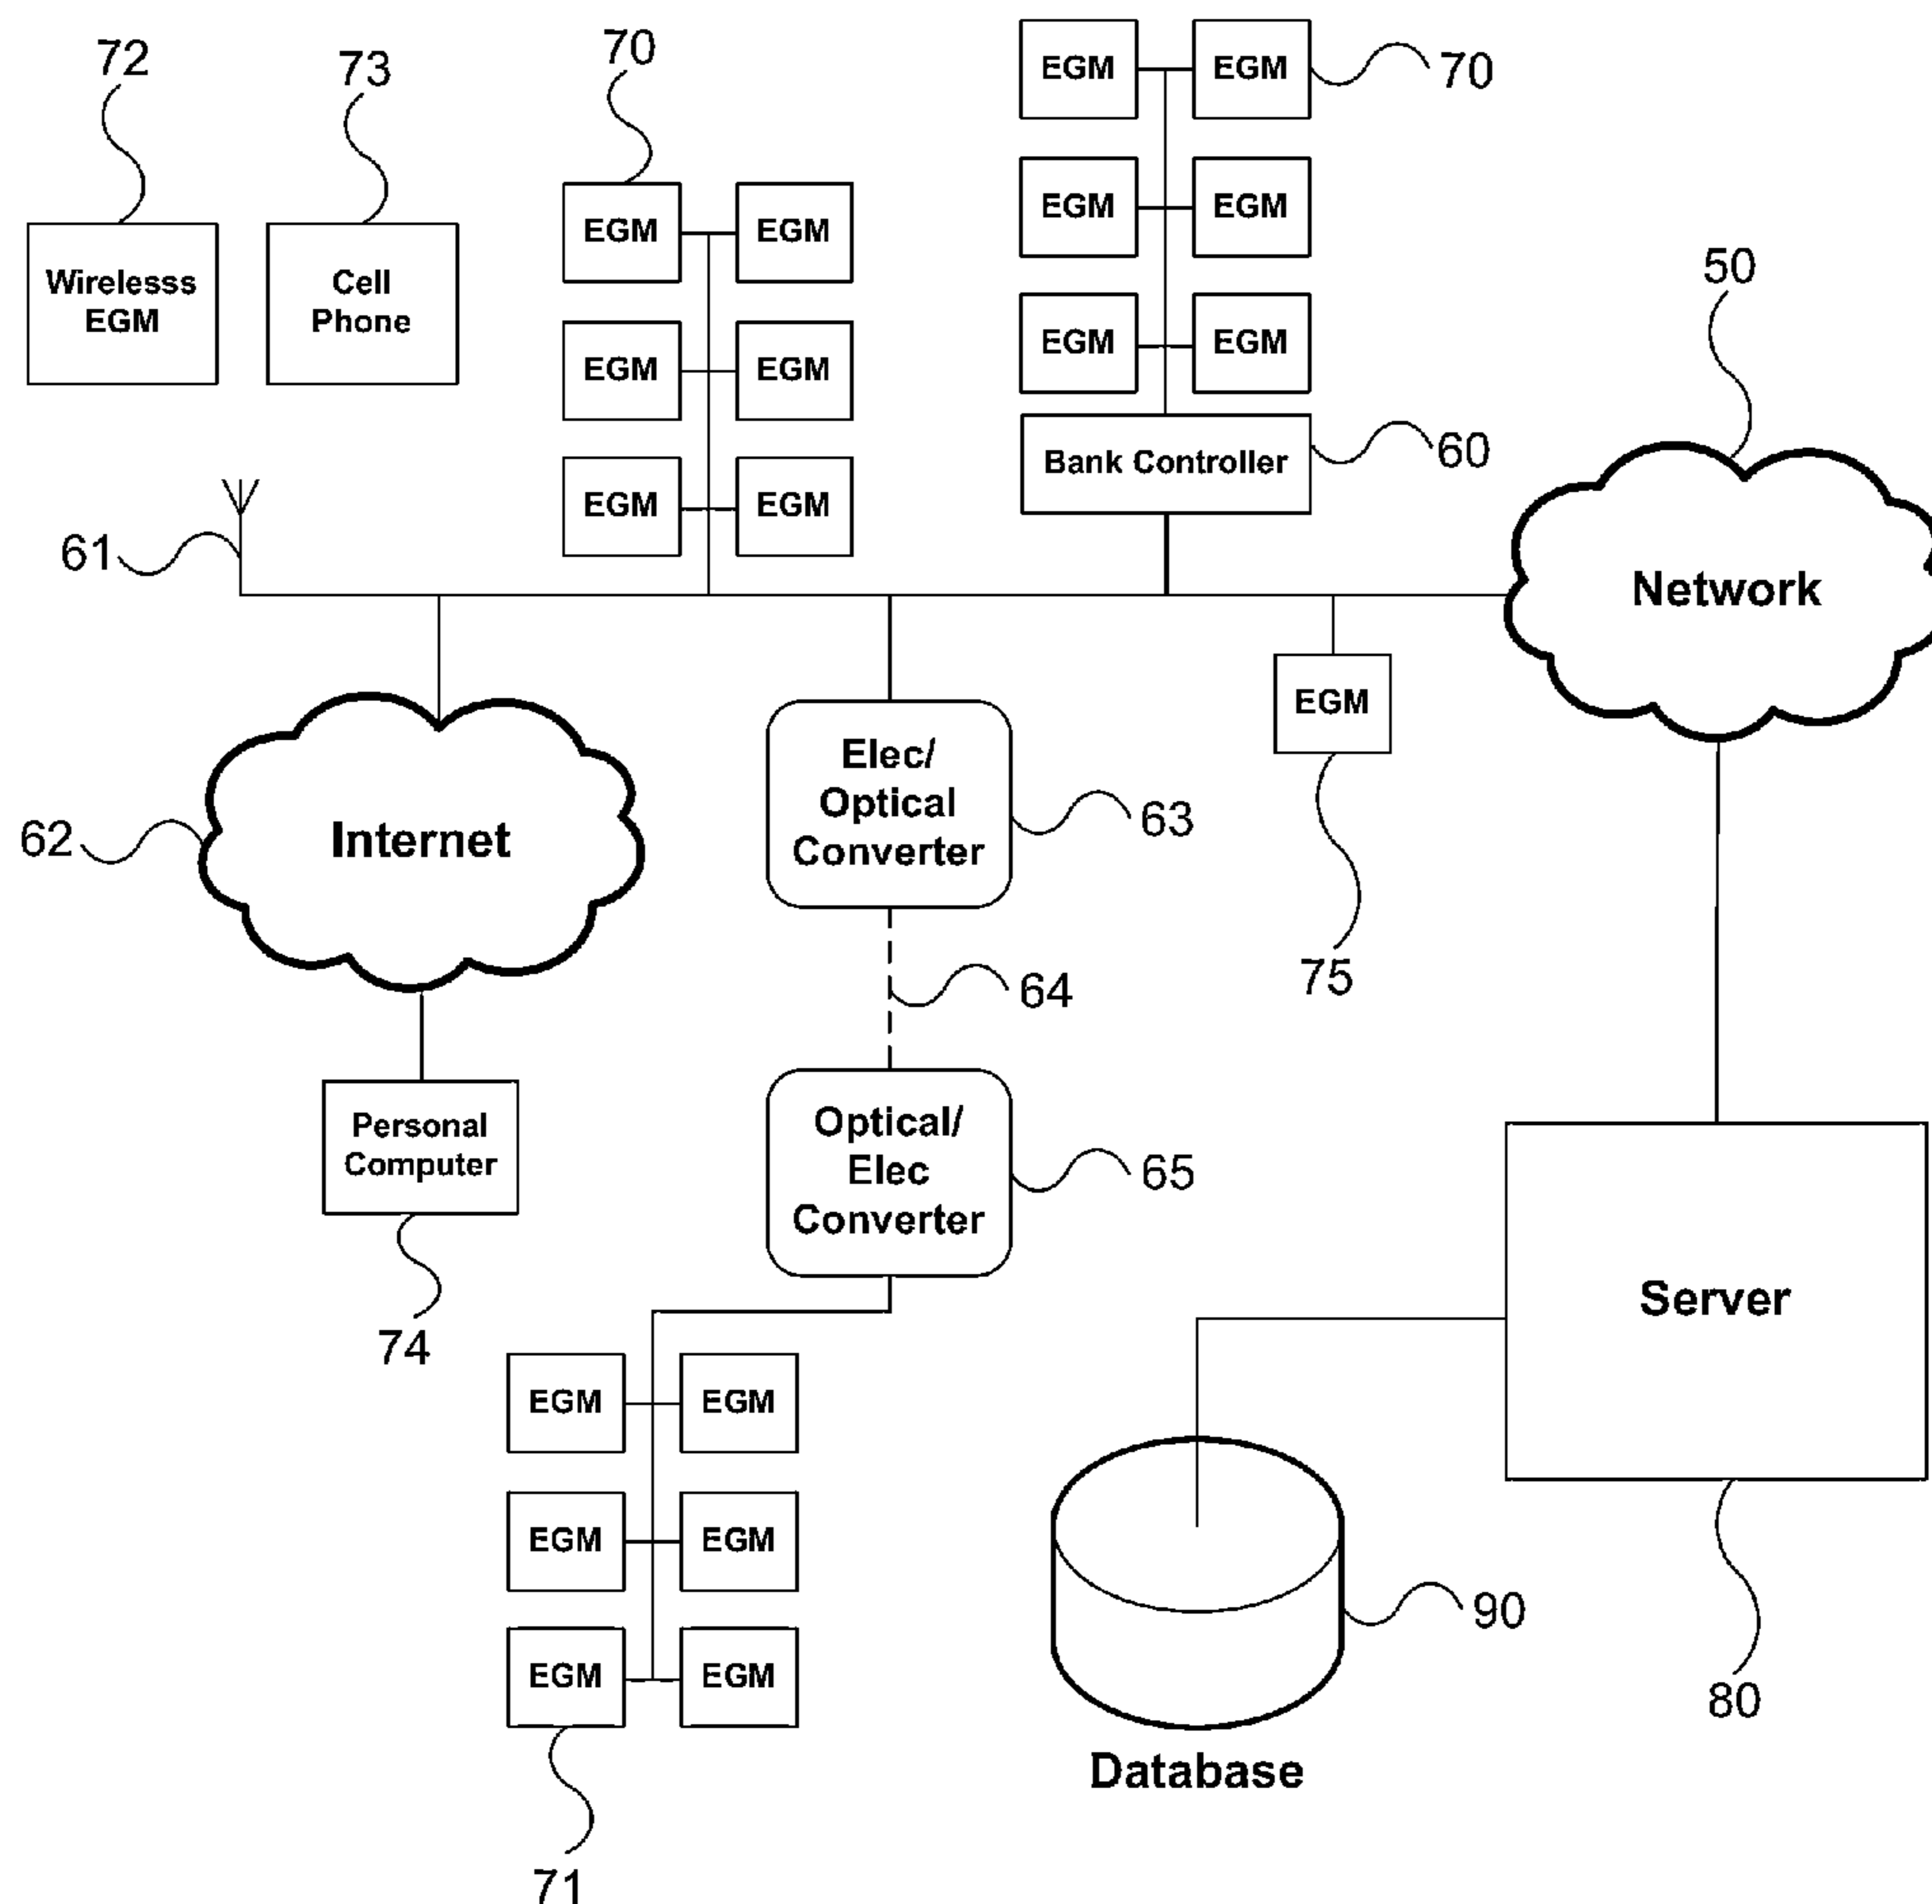 72
73
70
EGM EGM
70
Wirelesss
EGM
Cell
Phone
EGM EGM
EGM EGM
EGM EGM
EGM EGM
EGM EGM
50
Bank Controller
60
61
Network
EGM
75
Internet
62
Elec/
Optical
Converter
63
64
Personal
Computer
74
Optical/
Elec
Converter
65
Server
80
EGM EGM
EGM EGM
EGM EGM
71
90
Database